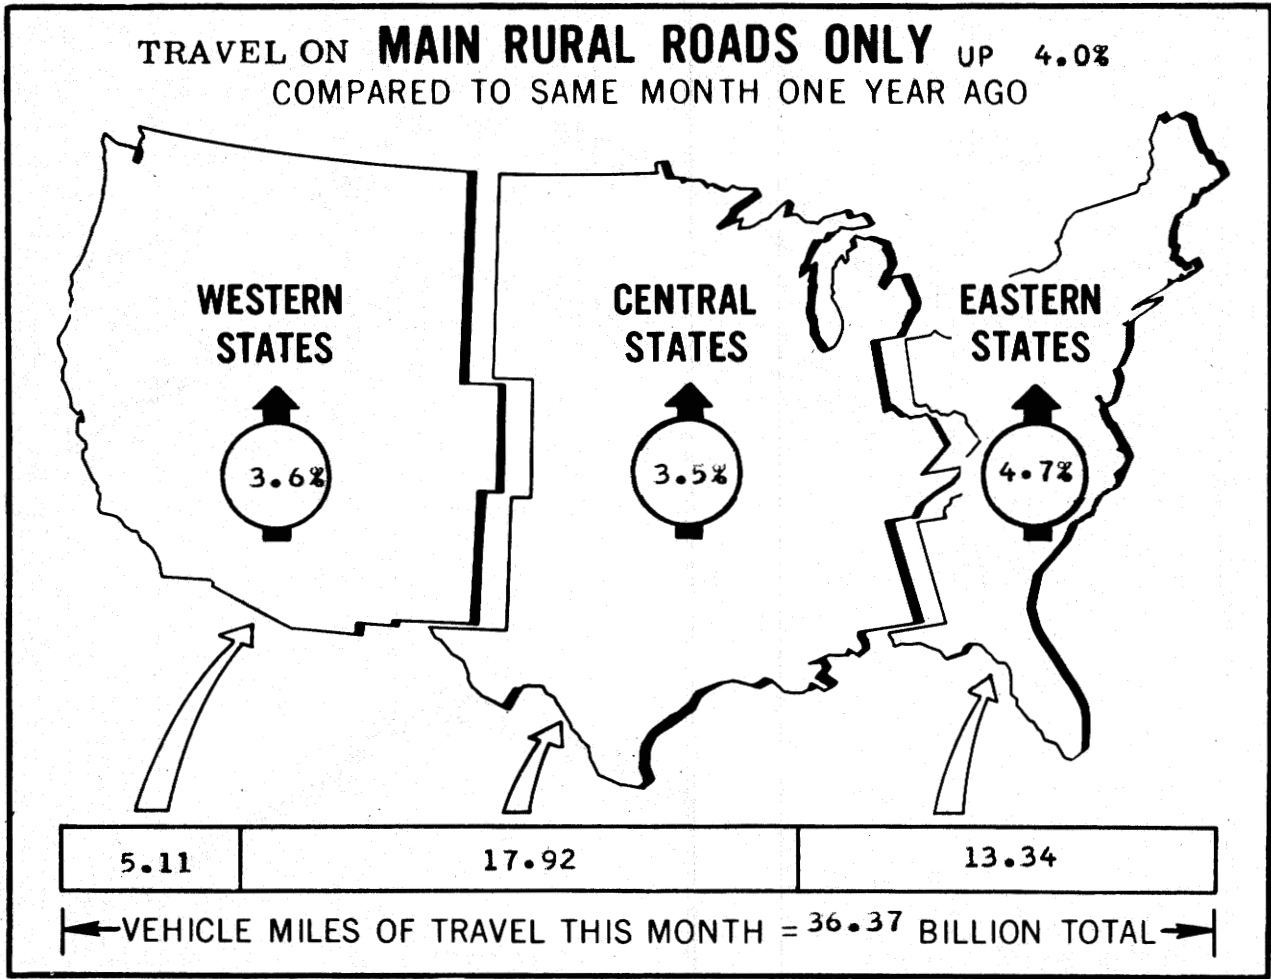 TRAVEL ON MAIN RURAL ROADS ONLY UP 4.0%
COMPARED TO SAME MONTH ONE YEAR AGO
WESTERN
STATES
3.6%
CENTRAL
STATES
3.5%
EASTERN
STATES
4.7%
5.11 17.92 13.34
VEHICLE MILES OF TRAVEL THIS MONTH = 36.37 BILLION TOTAL